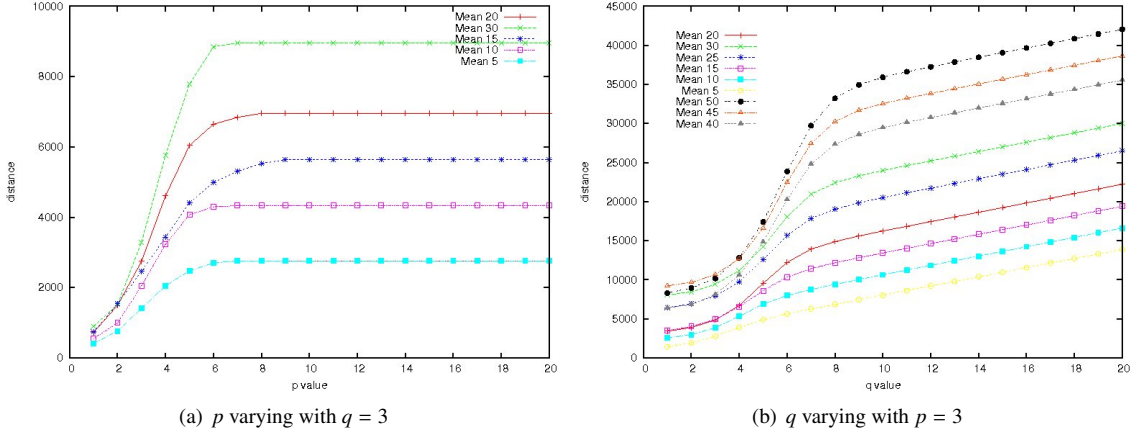 10000
8000
6000
4000
2000
0
distance
0 2 4 6 8 10 12 14 16 18 20
p value
Mean 20
Mean 30
Mean 15
Mean 10
Mean 5
(a) p varying with q = 3
45000
40000
35000
30000
25000
20000
15000
10000
5000
0
distance
0 2 4 6 8 10 12 14 16 18 20
q value
Mean 20
Mean 30
Mean 25
Mean 15
Mean 10
Mean 5
Mean 50
Mean 45
Mean 40
(b) q varying with p = 3